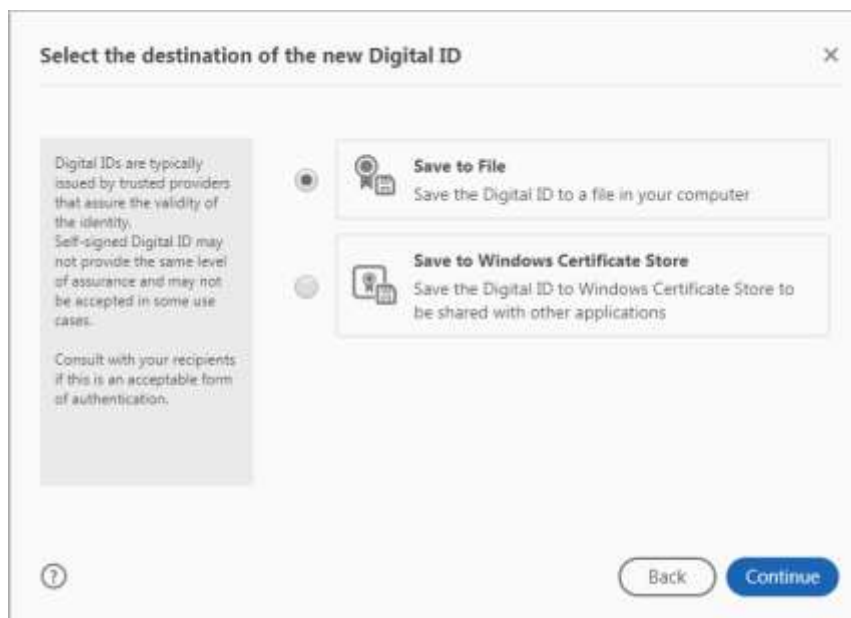 Select the destination of the new Digital ID
Digital IDs are typically
issued by trusted providers
that assure the validity of
the identity.
Self-signed Digital ID may
not provide the same level
of assurance and may not
be accepted in some use
cases.
Consult with your recipients
if this is an acceptable form
of authentication.
Save to File
Save the Digital ID to a file in your computer
Save to Windows Certificate Store
Save the Digital ID to Windows Certificate Store to
be shared with other applications
?
Back
Continue